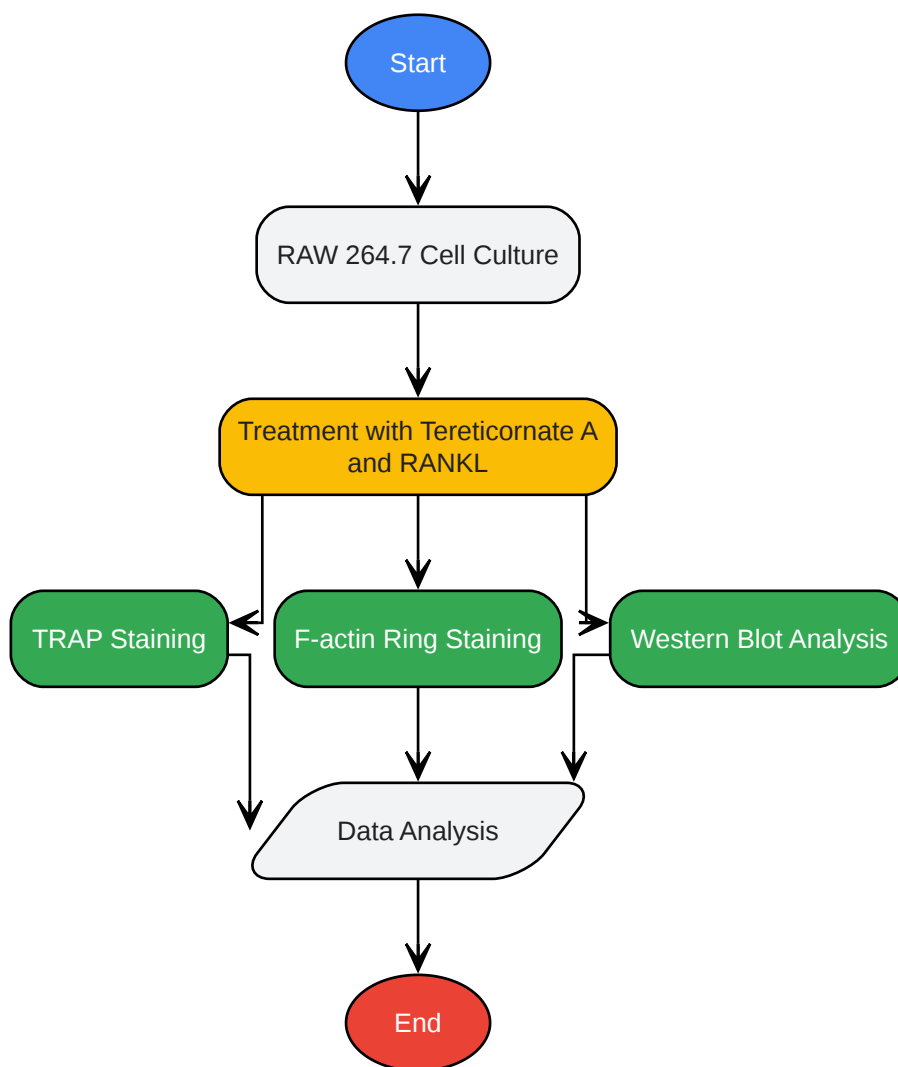 Start
RAW 264.7 Cell Culture
Treatment with Tereticornate A
and RANKL
TRAP Staining
F-actin Ring Staining
Western Blot Analysis
Data Analysis
End